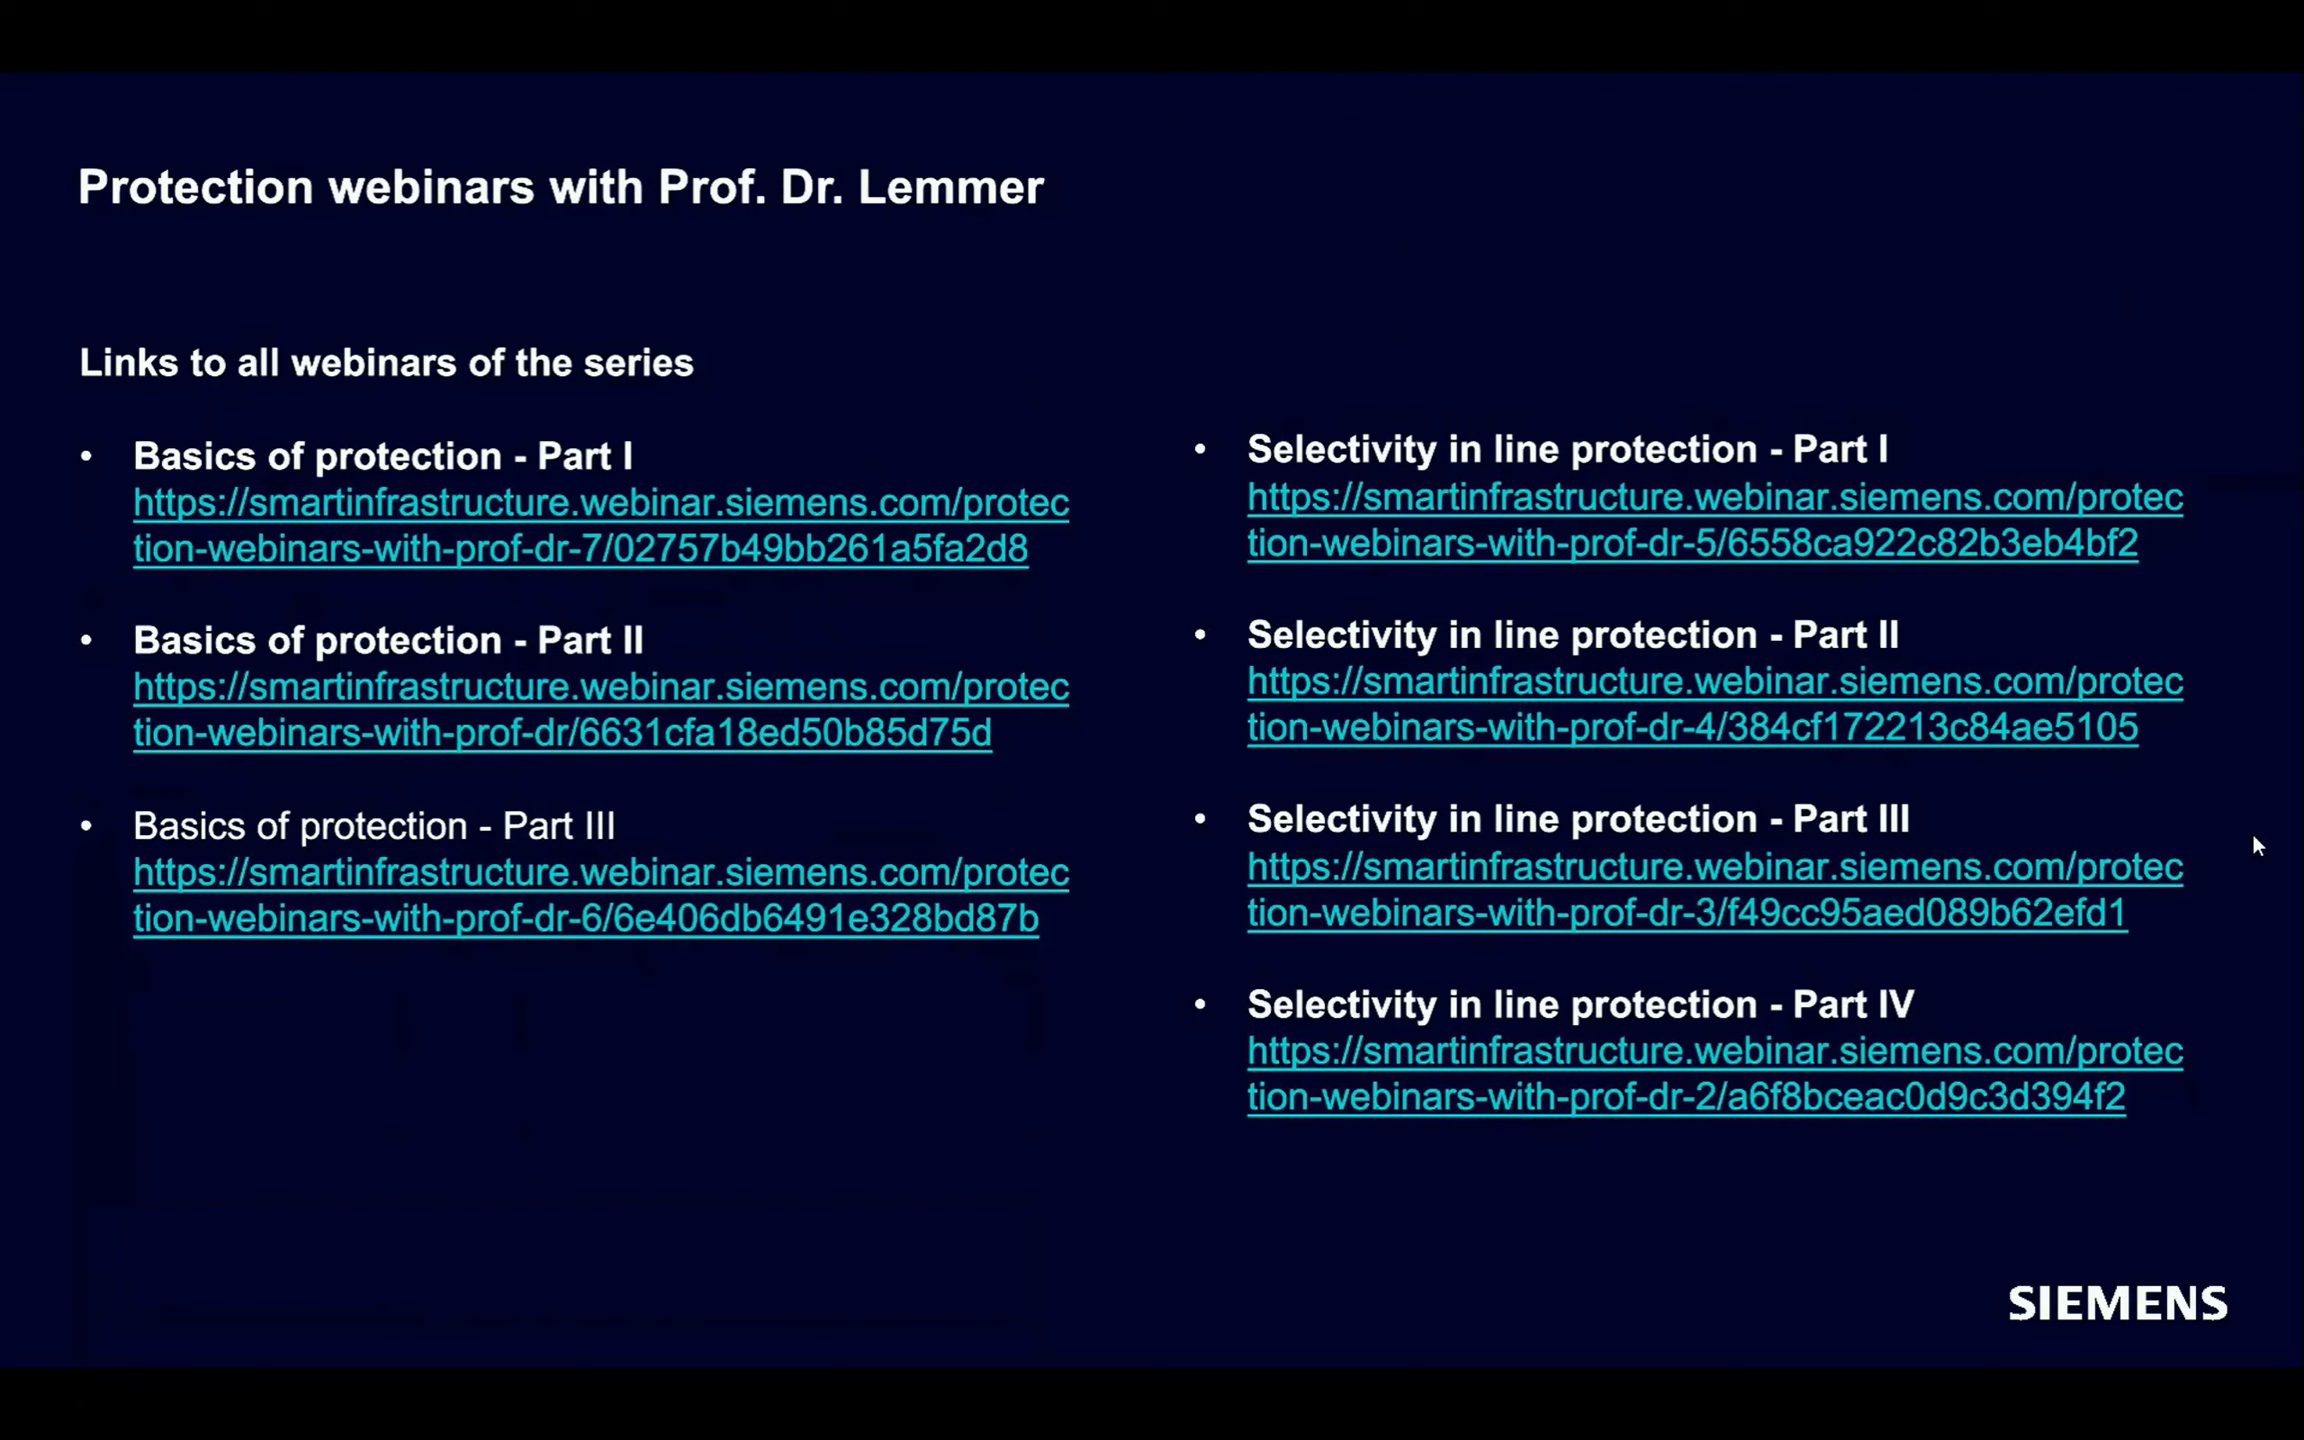 Protection webinars with Prof. Dr. Lemmer
Links to all webinars of the series
• Basics of protection - Part I
https://smartinfrastructure.webinar.siemens.com/protec
tion-webinars-with-prof-dr-7/02757b49bb261a5fa2d8
• Basics of protection - Part II
https://smartinfrastructure.webinar.siemens.com/protec
tion-webinars-with-prof-dr/6631cfa18ed50b85d75d
• Basics of protection - Part III
https://smartinfrastructure.webinar.siemens.com/protec
tion-webinars-with-prof-dr-6/6e406db6491e328bd87b
• Selectivity in line protection - Part I
https://smartinfrastructure.webinar.siemens.com/protec
tion-webinars-with-prof-dr-5/6558ca922c82b3eb4bf2
• Selectivity in line protection - Part II
https://smartinfrastructure.webinar.siemens.com/protec
tion-webinars-with-prof-dr-4/384cf172213c84ae5105
• Selectivity in line protection - Part III
https://smartinfrastructure.webinar.siemens.com/protec
tion-webinars-with-prof-dr-3/f49cc95aed089b62efd1
• Selectivity in line protection - Part IV
https://smartinfrastructure.webinar.siemens.com/protec
tion-webinars-with-prof-dr-2/a6f8bceac0d9c3d394f2
SIEMENS